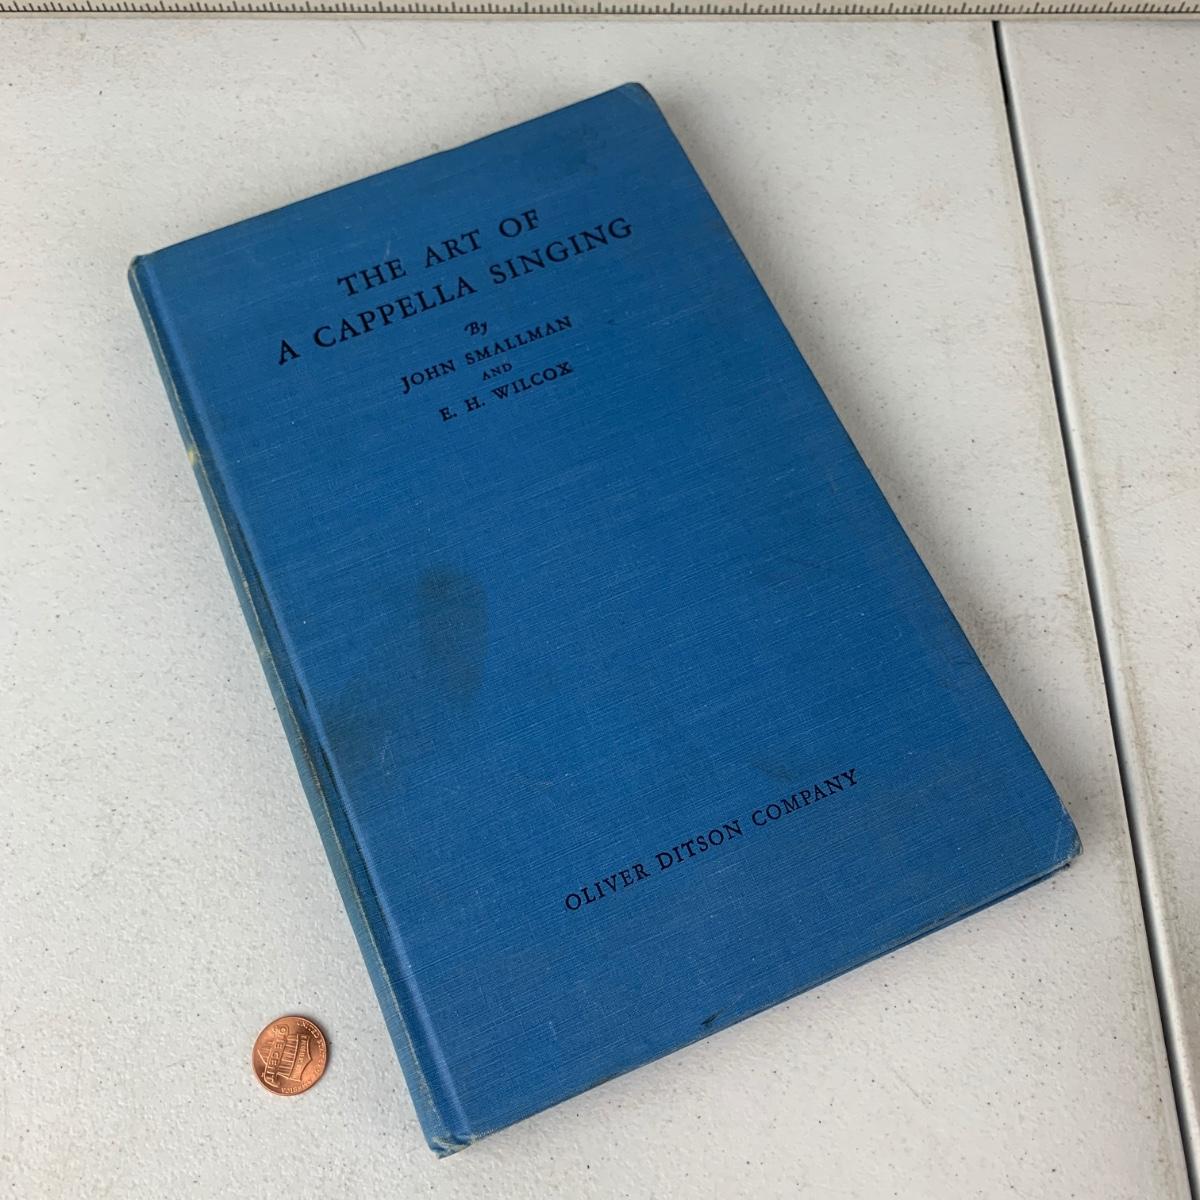 THE ART OF
A CAPPELLA SINGING
By
JOHN SMALLMAN
AND
E. H. WILCOX
OLIVER DITSON COMPANY